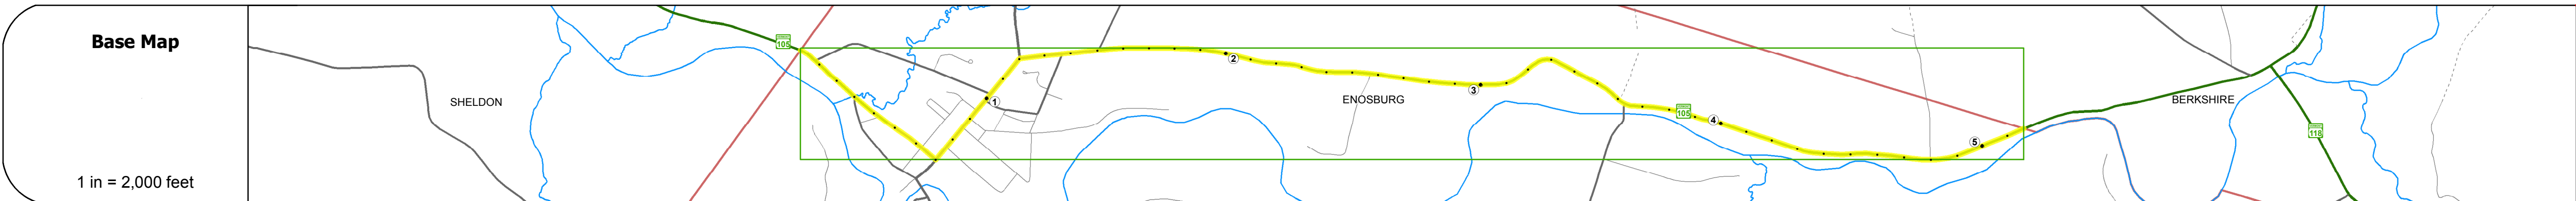 Base Map
1 in = 2,000 feet
SHELDON
105
1
2
ENOSBURG
3
105
4
5
BERKSHIRE
118